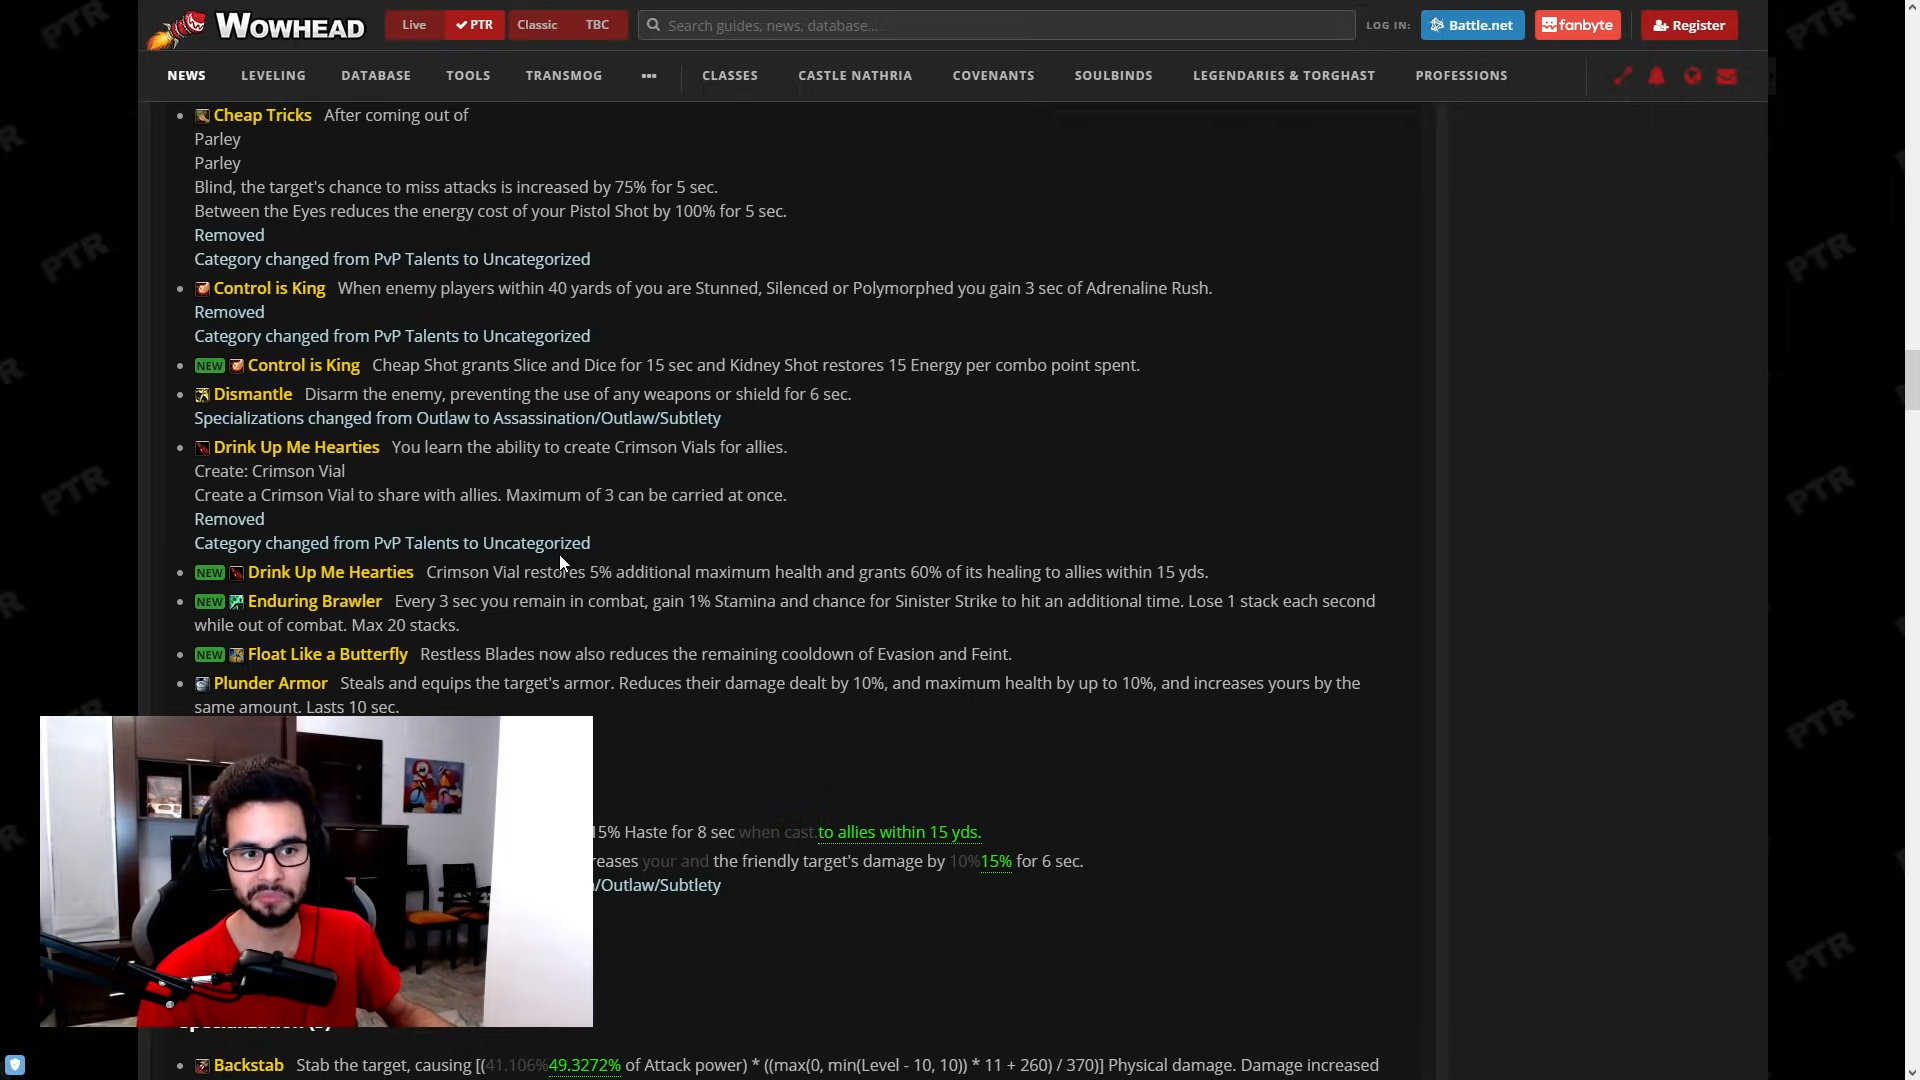 WOWHEAD
Live PTR Classic TBC
Search guides, news, database...
LOG IN: Battle.net fanbyte Register
NEWS LEVELING DATABASE TOOLS TRANSMOG ••• CLASSES CASTLE NATHRIA COVENANTS SOULBINDS LEGENDARIES & TORGHAST PROFESSIONS
Cheap Tricks After coming out of
Parley
Parley
Blind, the target's chance to miss attacks is increased by 75% for 5 sec.
Between the Eyes reduces the energy cost of your Pistol Shot by 100% for 5 sec.
Removed
Category changed from PvP Talents to Uncategorized
Control is King When enemy players within 40 yards of you are Stunned, Silenced or Polymorphed you gain 3 sec of Adrenaline Rush.
Removed
Category changed from PvP Talents to Uncategorized
NEW Control is King Cheap Shot grants Slice and Dice for 15 sec and Kidney Shot restores 15 Energy per combo point spent.
Dismantle Disarm the enemy, preventing the use of any weapons or shield for 6 sec.
Specializations changed from Outlaw to Assassination/Outlaw/Subtlety
Drink Up Me Hearties You learn the ability to create Crimson Vials for allies.
Create: Crimson Vial
Create a Crimson Vial to share with allies. Maximum of 3 can be carried at once.
Removed
Category changed from PvP Talents to Uncategorized
NEW Drink Up Me Hearties Crimson Vial restores 5% additional maximum health and grants 60% of its healing to allies within 15 yds.
NEW Enduring Brawler Every 3 sec you remain in combat, gain 1% Stamina and chance for Sinister Strike to hit an additional time. Lose 1 stack each second
while out of combat. Max 20 stacks.
NEW Float Like a Butterfly Restless Blades now also reduces the remaining cooldown of Evasion and Feint.
Plunder Armor Steals and equips the target's armor. Reduces their damage dealt by 10%, and maximum health by up to 10%, and increases yours by the
same amount. Lasts 10 sec.
15% Haste for 8 sec when cast.to allies within 15 yds.
reases your and the friendly target's damage by 10%15% for 6 sec.
/Outlaw/Subtlety
Backstab Stab the target, causing [(41.106%49.3272% of Attack power) * ((max(0, min(Level - 10, 10)) * 11 + 260) / 370)] Physical damage. Damage increased
PTR
PTR
PTR
PTR
PTR
PTR
PTR
PTR